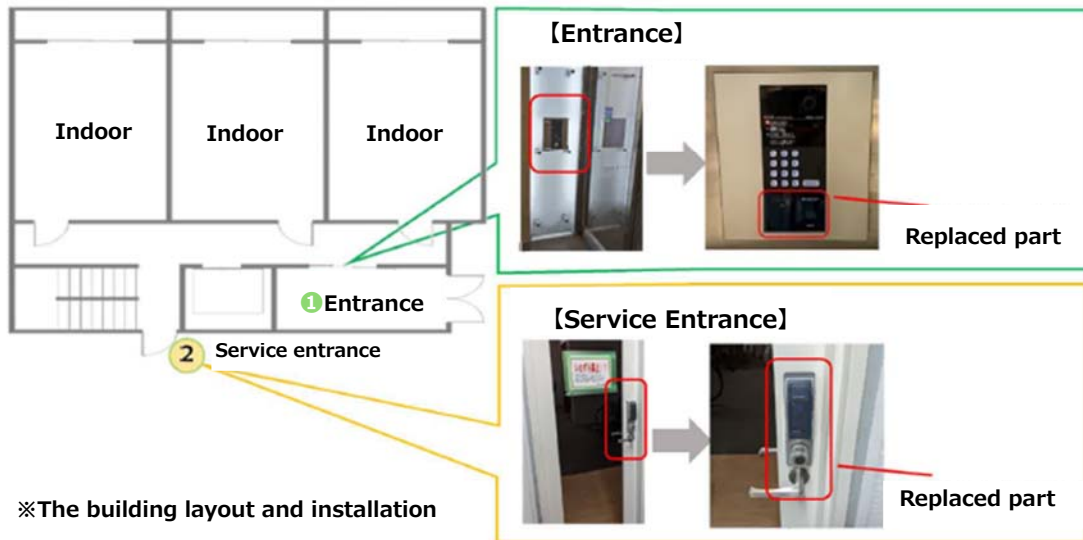 【Entrance】
Indoor
Indoor
Indoor
Replaced part
❶Entrance
【Service Entrance】
2
Service entrance
Replaced part
※The building layout and installation